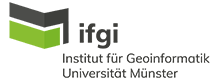 ifgi
Institut für Geoinformatik
Universität Münster